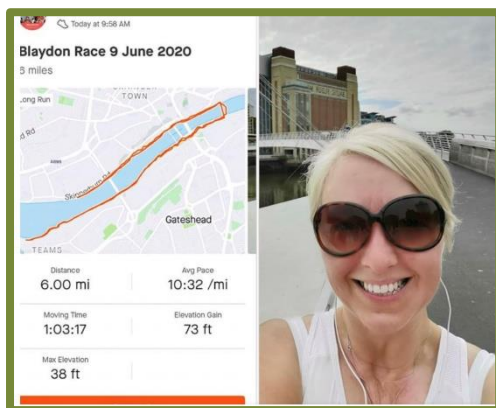 Today at 9:58 AM
Blaydon Race 9 June 2020
6 miles
TOWN
Long Run
Rd
Skinnerburn Rd
Gateshead
TEAMS
Distance
6.00 mi
Avg Pace
10:32 /mi
Moving Time
1:03:17
Elevation Gain
73 ft
Max Elevation
38 ft